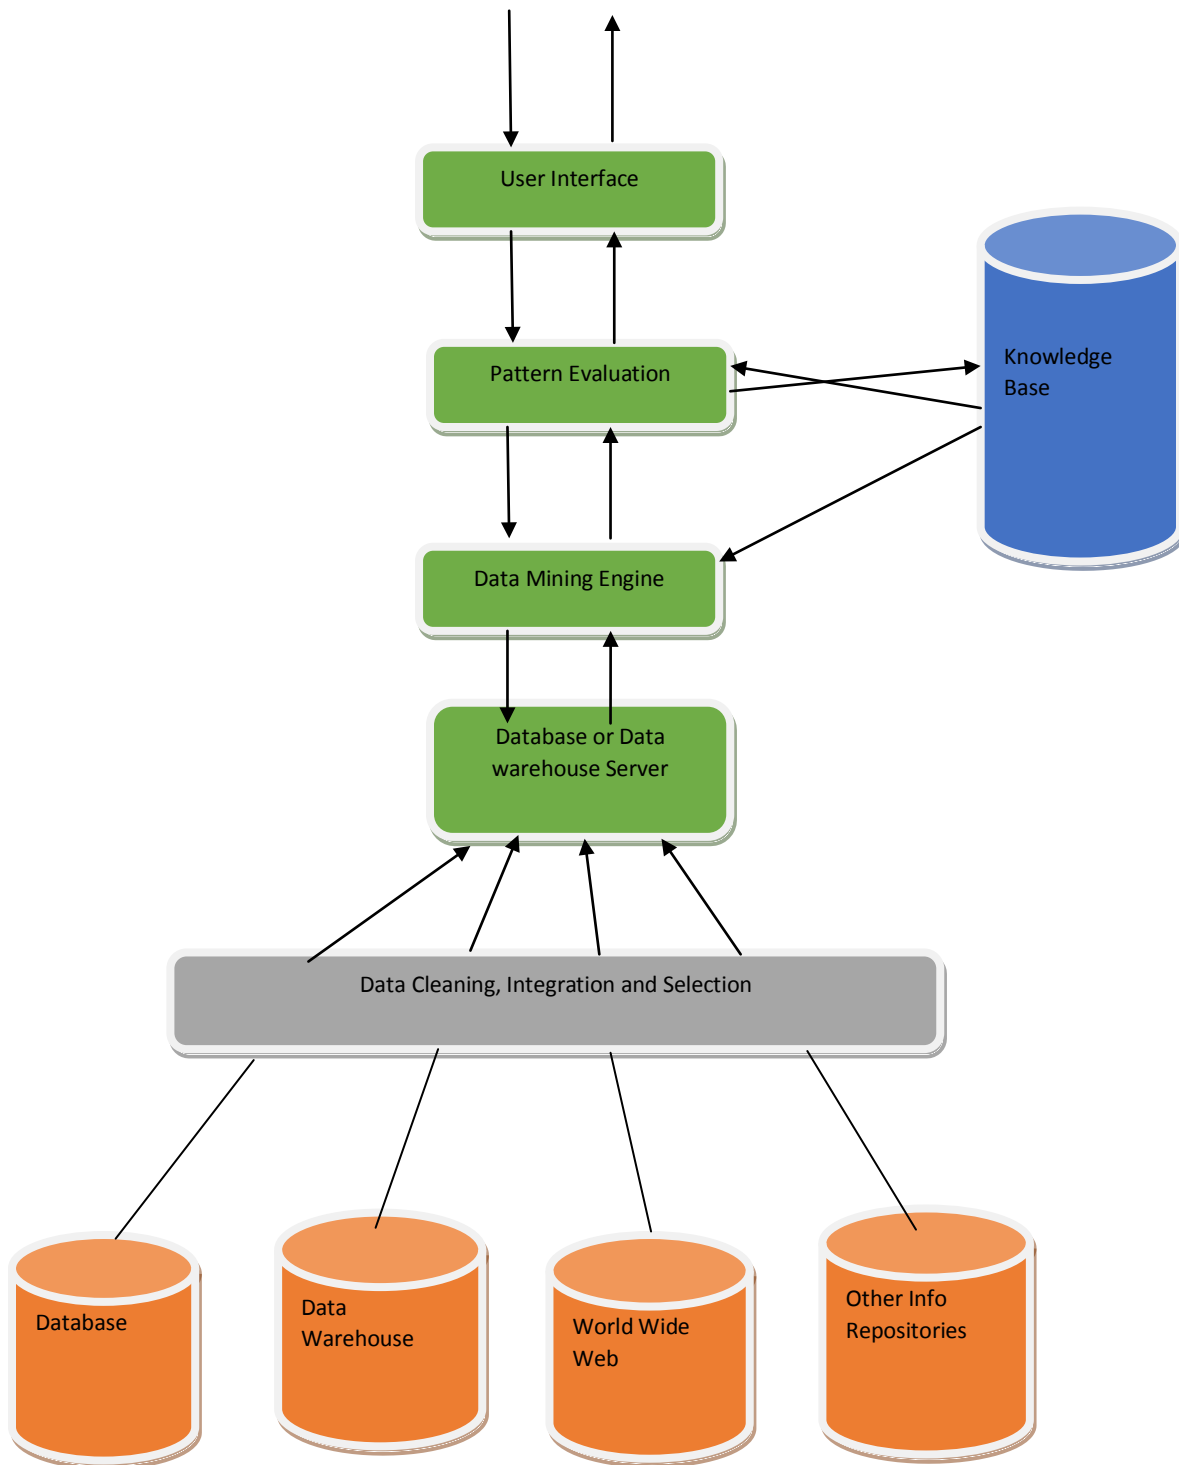 User Interface
Pattern Evaluation
Knowledge
Base
Data Mining Engine
Database or Data
warehouse Server
Data Cleaning, Integration and Selection
Database
Data
Warehouse
World Wide
Web
Other Info
Repositories